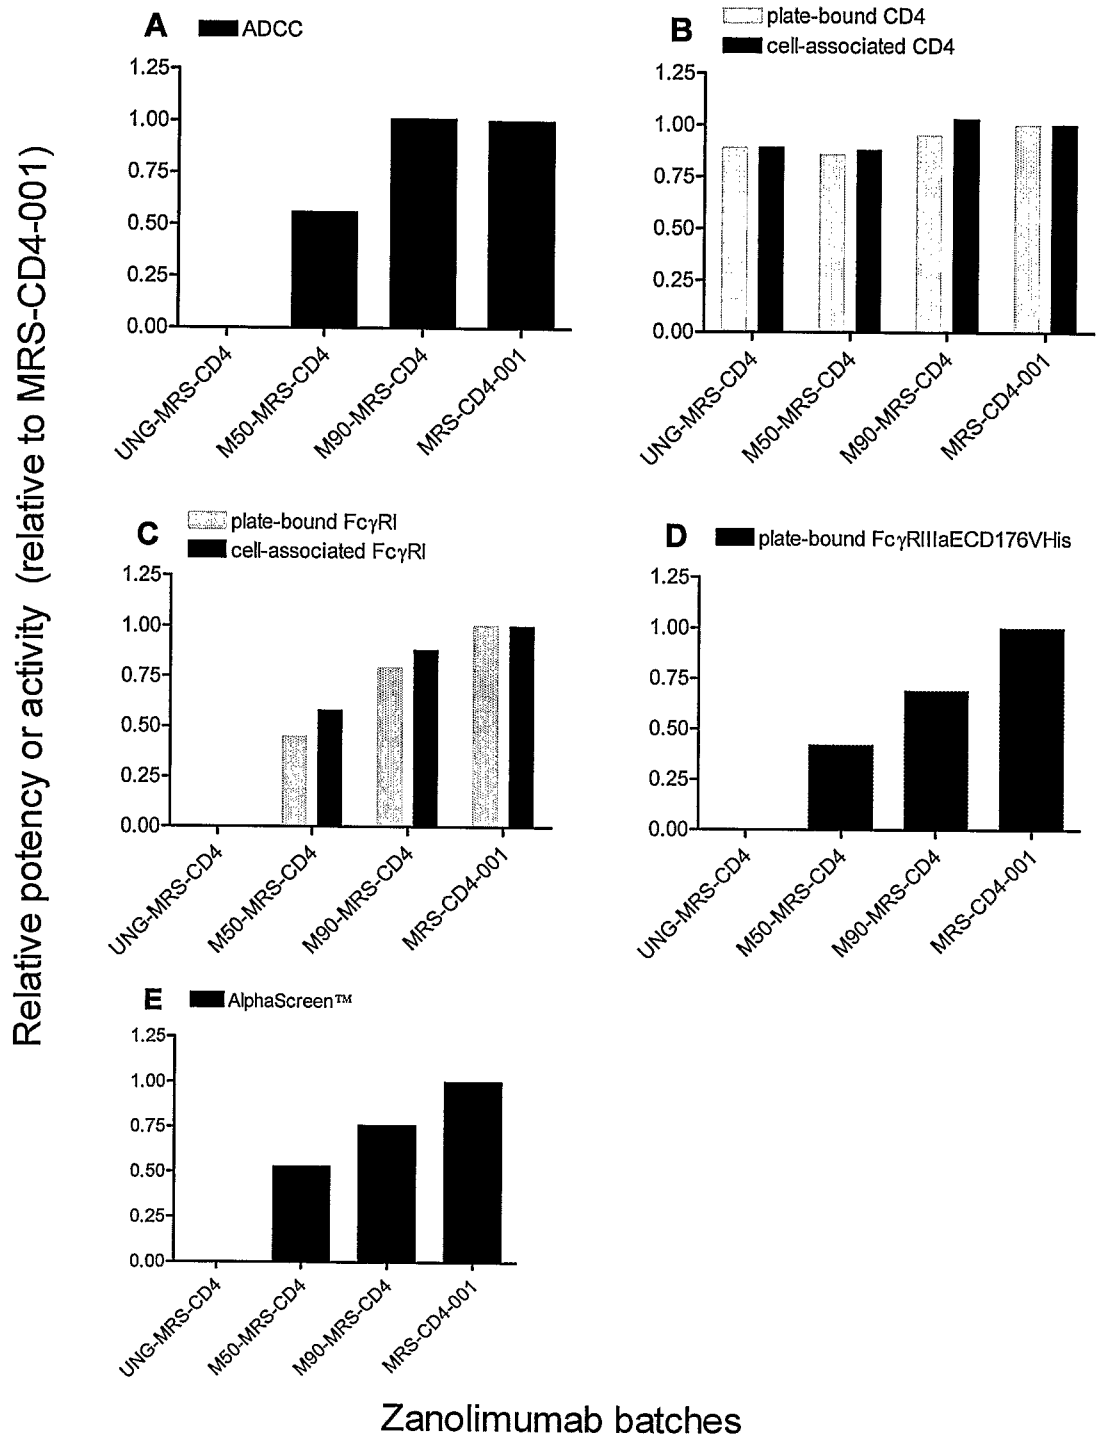 Relative potency or activity (relative to MRS-CD4-001)
A
ADCC
1.25
1.00
0.75
0.50
0.25
0.00
UNG-MRS-CD4
M50-MRS-CD4
M90-MRS-CD4
MRS-CD4-001
B
plate-bound CD4
cell-associated CD4
1.25
1.00
0.75
0.50
0.25
0.00
UNG-MRS-CD4
M50-MRS-CD4
M90-MRS-CD4
MRS-CD4-001
C
plate-bound FcγRI
cell-associated FcγRI
1.25
1.00
0.75
0.50
0.25
0.00
UNG-MRS-CD4
M50-MRS-CD4
M90-MRS-CD4
MRS-CD4-001
D
plate-bound FcγRIIIaECD176VHis
1.25
1.00
0.75
0.50
0.25
0.00
UNG-MRS-CD4
M50-MRS-CD4
M90-MRS-CD4
MRS-CD4-001
E
AlphaScreen™
1.25
1.00
0.75
0.50
0.25
0.00
UNG-MRS-CD4
M50-MRS-CD4
M90-MRS-CD4
MRS-CD4-001
Zanolimumab batches